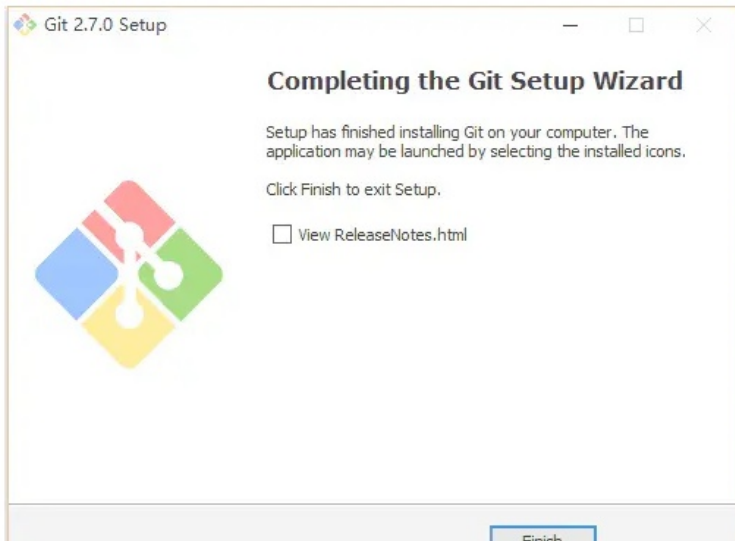 Git 2.7.0 Setup
Completing the Git Setup Wizard
Setup has finished installing Git on your computer. The
application may be launched by selecting the installed icons.
Click Finish to exit Setup.
View ReleaseNotes.html
Finish